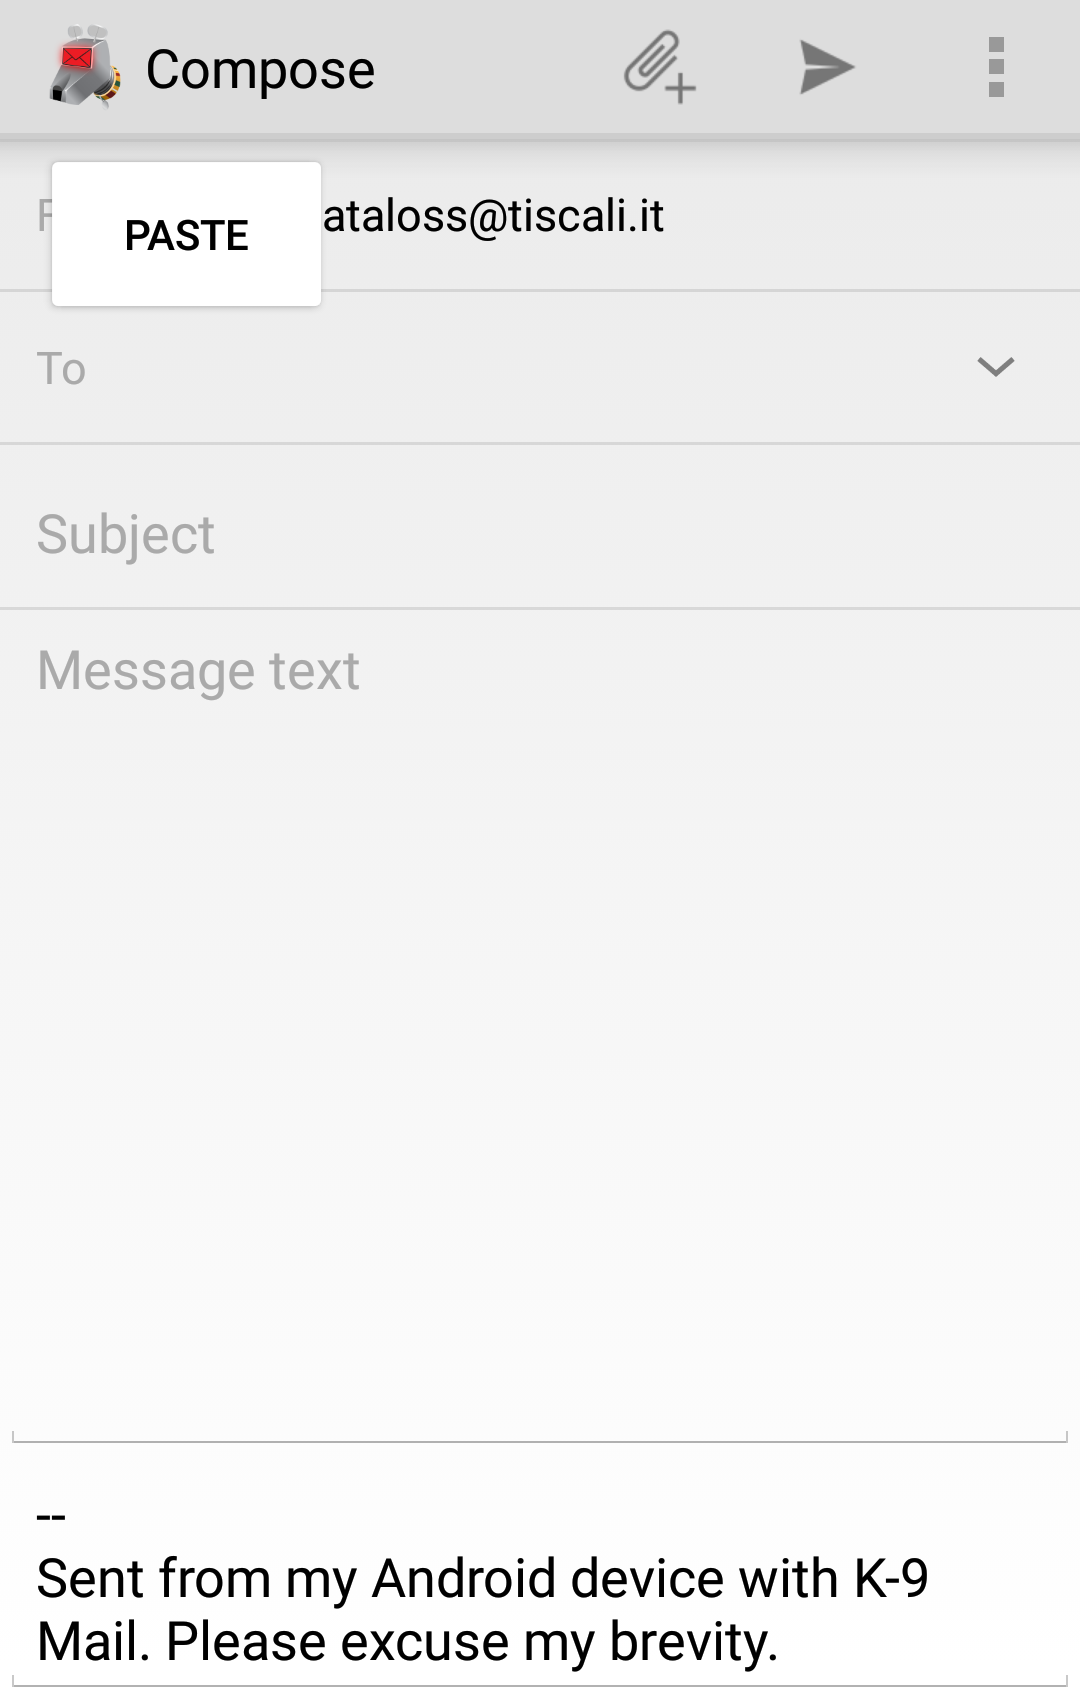 Compose
PASTE
ataloss@tiscali.it
To
Subject
Message text
--
Sent from my Android device with K-9
Mail. Please excuse my brevity.